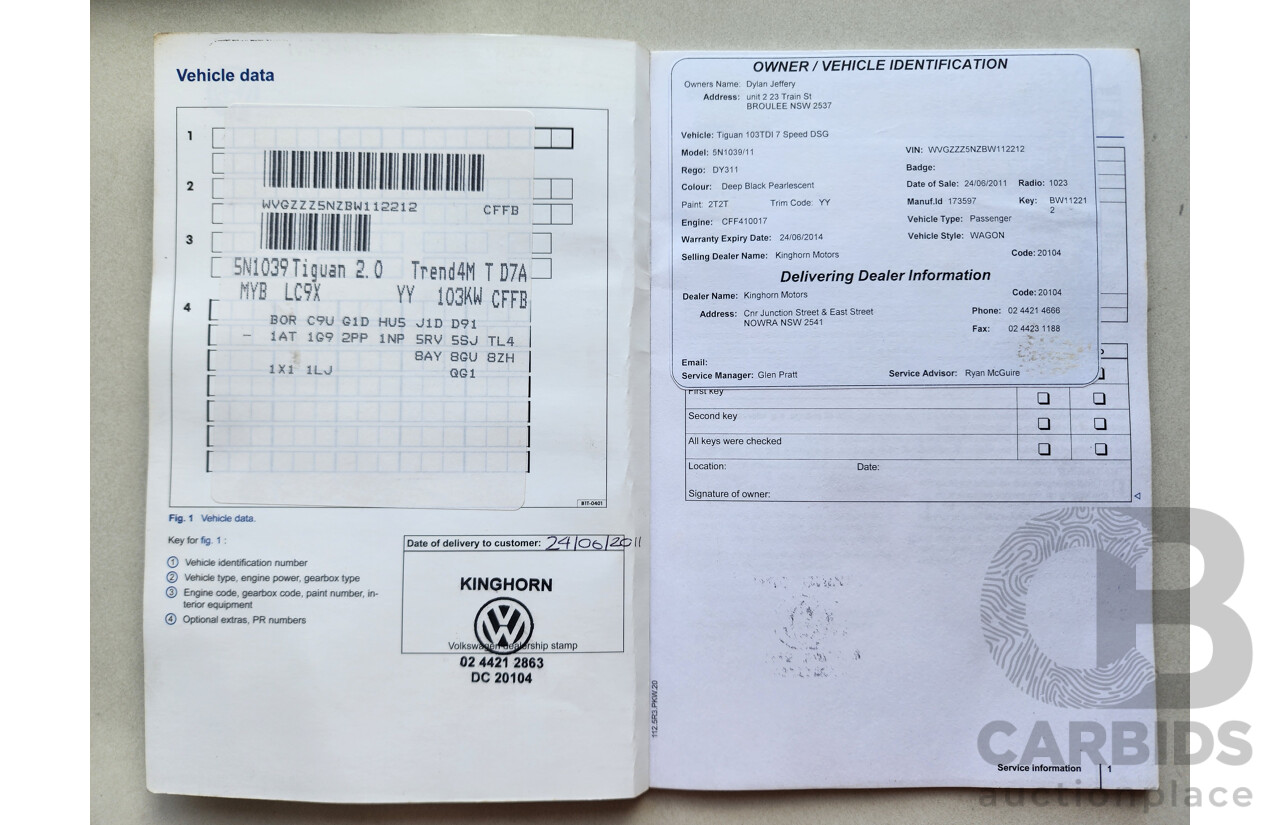 Vehicle data
1
2
WVGZZZ5NZBW112212 CFFB
3
5N1039 Tiguan 2.0 Trend4M T D7A
MYB LC9X YY 103KW CFFB
4
BOR C9U G1D HU5 J1D D91
- 1AT 1G9 2PP 1NP 5RV 5SJ TL4
8AY 8GU 8ZH
1X1 1LJ QG1
B1T-0401
Fig. 1 Vehicle data.
Key for fig. 1 :
1 Vehicle identification number
2 Vehicle type, engine power, gearbox type
3 Engine code, gearbox code, paint number, in-
terior equipment
4 Optional extras, PR numbers
Date of delivery to customer: 24/06/2011
KINGHORN
Volkswagen dealership stamp
02 4421 2863
DC 20104
OWNER / VEHICLE IDENTIFICATION
Owners Name: Dylan Jeffery
Address: unit 2 23 Train St
BROULEE NSW 2537
Vehicle: Tiguan 103TDI 7 Speed DSG
Model: 5N1039/11 VIN: WVGZZZ5NZBW112212
Rego: DY311 Badge:
Colour: Deep Black Pearlescent Date of Sale: 24/06/2011 Radio: 1023
Paint: 2T2T Trim Code: YY Manuf.Id 173597 Key: BW11221
2
Engine: CFF410017 Vehicle Type: Passenger
Warranty Expiry Date: 24/06/2014 Vehicle Style: WAGON
Selling Dealer Name: Kinghorn Motors Code: 20104
Delivering Dealer Information
Dealer Name: Kinghorn Motors Code: 20104
Address: Cnr Junction Street & East Street Phone: 02 4421 4666
NOWRA NSW 2541
Fax: 02 4423 1188
Email:
Service Manager: Glen Pratt Service Advisor: Ryan McGuire
First key
Second key
All keys were checked
Location: Date:
Signature of owner:
112.5R3.PKW.20
Service information 1
CB
CARBIDS
auctionplace